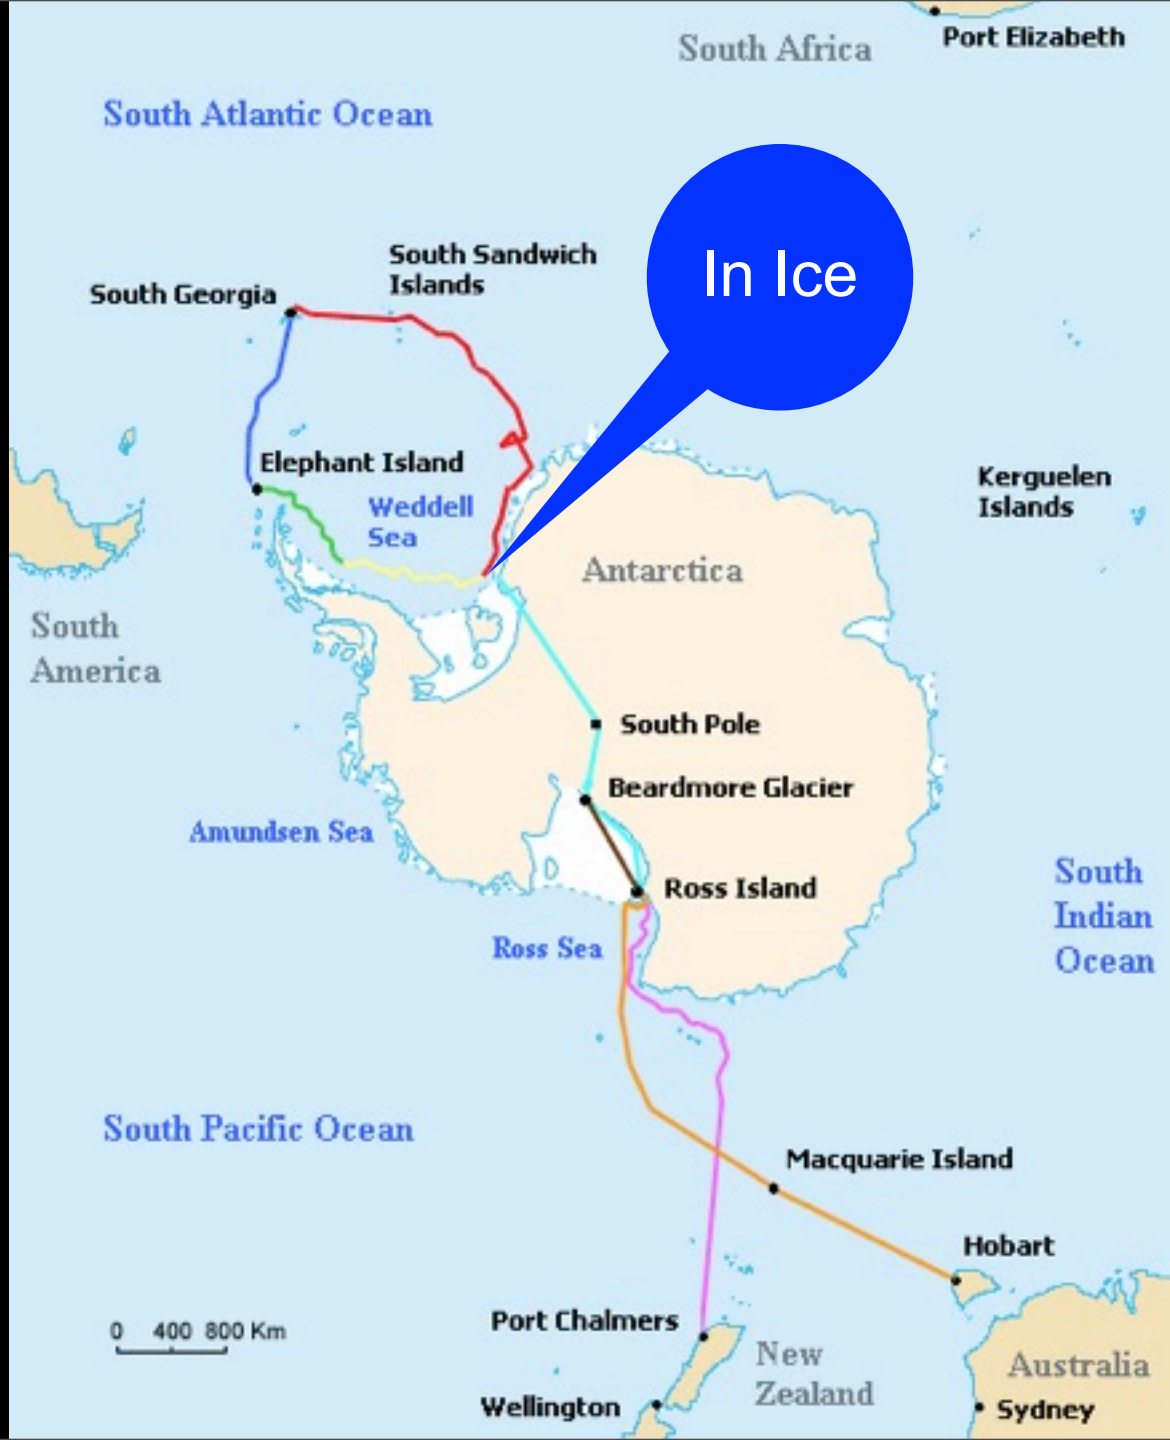 Port Elizabeth
South Africa
South Atlantic Ocean
In Ice
South Sandwich
Islands
South Georgia
Elephant Island
Weddell
Sea
Kerguelen
Islands
Antarctica
South
America
South Pole
Beardmore Glacier
Amundsen Sea
Ross Island
South
Indian
Ocean
Ross Sea
South Pacific Ocean
Macquarie Island
Hobart
Port Chalmers
0 400 800 Km
New
Zealand
Australia
Wellington
Sydney